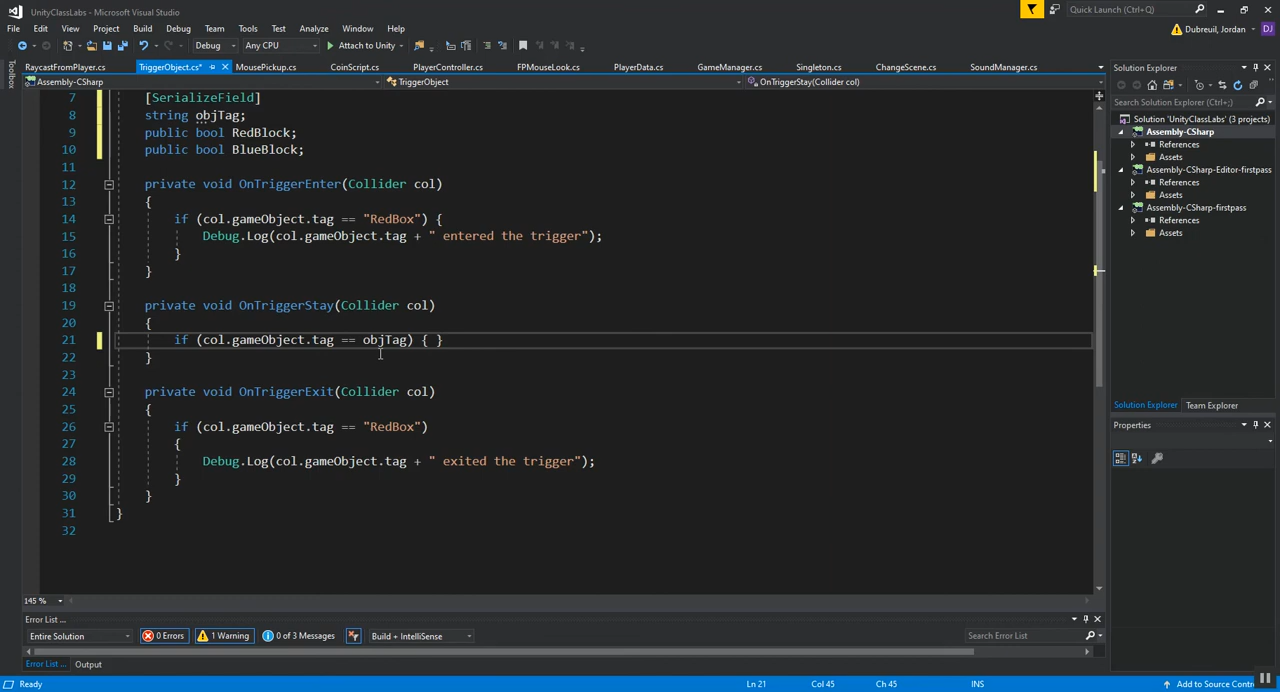 UnityClassLabs - Microsoft Visual Studio
Quick Launch (Ctrl+Q)
File Edit View Project Build Debug Team Tools Test Analyze Window Help
Dubreuil, Jordan DJ
Debug Any CPU Attach to Unity
Toolbox
RaycastFromPlayer.cs TriggerObject.cs* MousePickup.cs CoinScript.cs PlayerController.cs FPMouseLook.cs PlayerData.cs GameManager.cs Singleton.cs ChangeScene.cs SoundManager.cs
Assembly-CSharp TriggerObject OnTriggerStay(Collider col)
7 [SerializeField]
8 string objTag;
9 public bool RedBlock;
10 public bool BlueBlock;
11
12 private void OnTriggerEnter(Collider col)
13 {
14 if (col.gameObject.tag == "RedBox") {
15 Debug.Log(col.gameObject.tag + " entered the trigger");
16 }
17 }
18
19 private void OnTriggerStay(Collider col)
20 {
21 if (col.gameObject.tag == objTag) { }
22 }
23
24 private void OnTriggerExit(Collider col)
25 {
26 if (col.gameObject.tag == "RedBox")
27 {
28 Debug.Log(col.gameObject.tag + " exited the trigger");
29 }
30 }
31 }
32
145 %
Solution Explorer
Search Solution Explorer (Ctrl+;)
Solution 'UnityClassLabs' (3 projects)
Assembly-CSharp
References
Assets
Assembly-CSharp-Editor-firstpass
References
Assets
Assembly-CSharp-firstpass
References
Assets
Solution Explorer Team Explorer
Properties
Error List ...
Entire Solution 0 Errors 1 Warning 0 of 3 Messages Build + IntelliSense Search Error List
Error List ... Output
Ready Ln 21 Col 45 Ch 45 INS Add to Source Contr